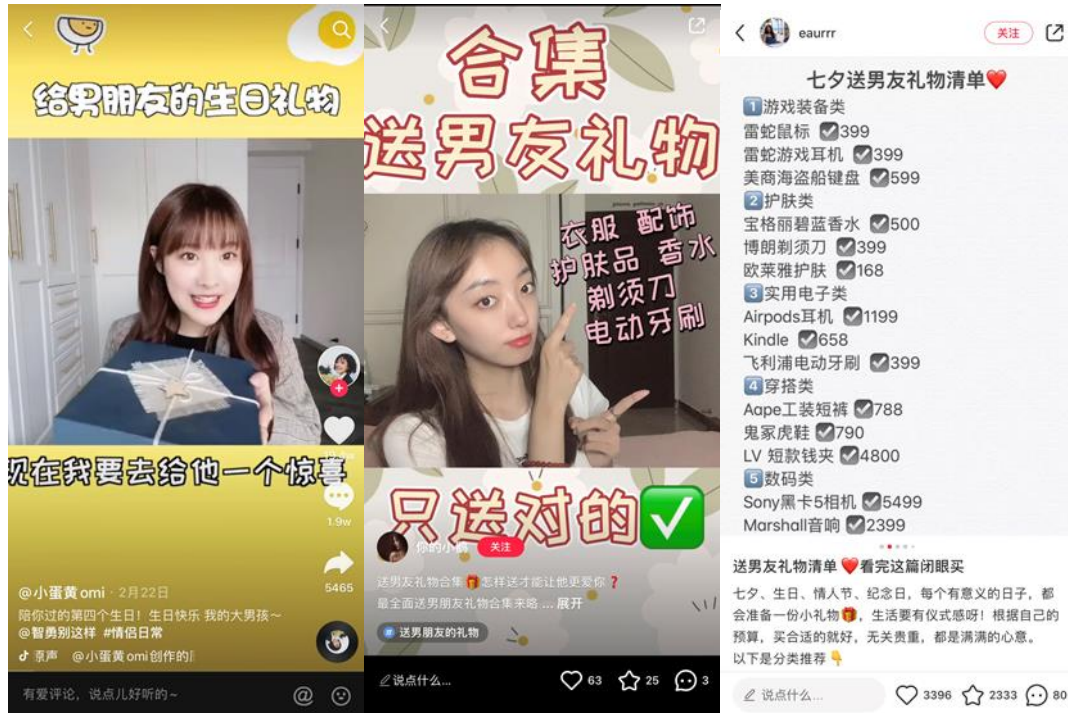 给男朋友的生日礼物
现在我要去给他一个惊喜
1.9w
5465
@小蛋黄omi · 2月22日
陪你过的第四个生日！生日快乐 我的大男孩～
@智勇别这样 #情侣日常
原声 @小蛋黄omi创作的
有爱评论，说点儿好听的~
合集
送男友礼物
衣服 配饰
护肤品 香水
剃须刀
电动牙刷
只送对的✅
你的小鹅
关注
送男友礼物合集🎁怎样送才能让他更爱你❓
最全面送男朋友礼物合集来咯 ... 展开
# 送男朋友的礼物
说点什么...
63
25
3
eaurrr
关注
七夕送男友礼物清单❤️
1️⃣游戏装备类
雷蛇鼠标 ☑️399
雷蛇游戏耳机 ☑️399
美商海盗船键盘 ☑️599
2️⃣护肤类
宝格丽碧蓝香水 ☑️500
博朗剃须刀 ☑️399
欧莱雅护肤 ☑️168
3️⃣实用电子类
Airpods耳机 ☑️1199
Kindle ☑️658
飞利浦电动牙刷 ☑️399
4️⃣穿搭类
Aape工装短裤 ☑️788
鬼冢虎鞋 ☑️790
LV 短款钱夹 ☑️4800
5️⃣数码类
Sony黑卡5相机 ☑️5499
Marshall音响 ☑️2399
送男友礼物清单 ❤️看完这篇闭眼买
七夕、生日、情人节、纪念日，每个有意义的日子，都
会准备一份小礼物🎁，生活要有仪式感呀！根据自己的
预算，买合适的就好，无关贵重，都是满满的心意。
以下是分类推荐👇
说点什么...
3396
2333
80